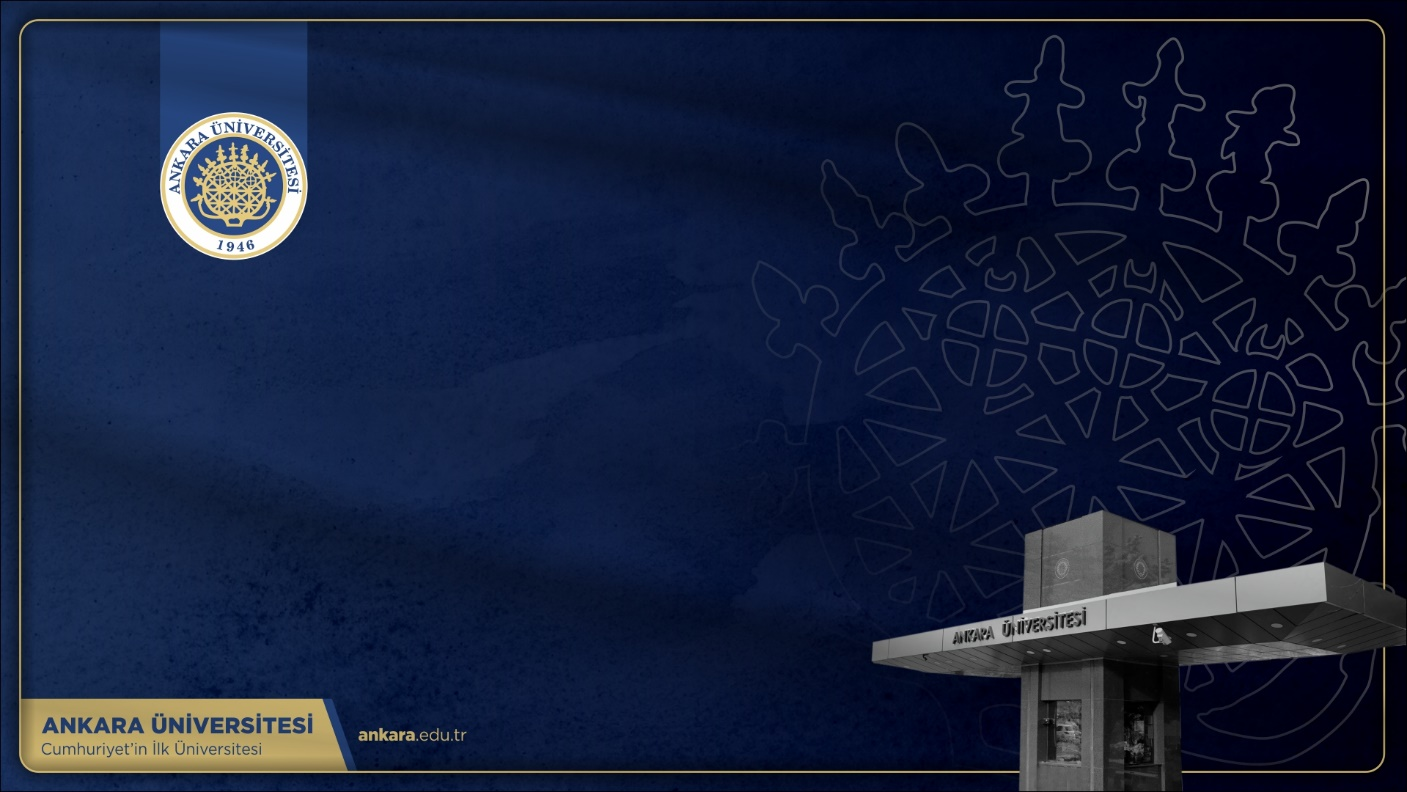 ANKARA ÜNİVERSİTESİ
1946
ANKARA ÜNİVERSİTESİ
ANKARA ÜNİVERSİTESİ
Cumhuriyet'in İlk Üniversitesi
ankara.edu.tr